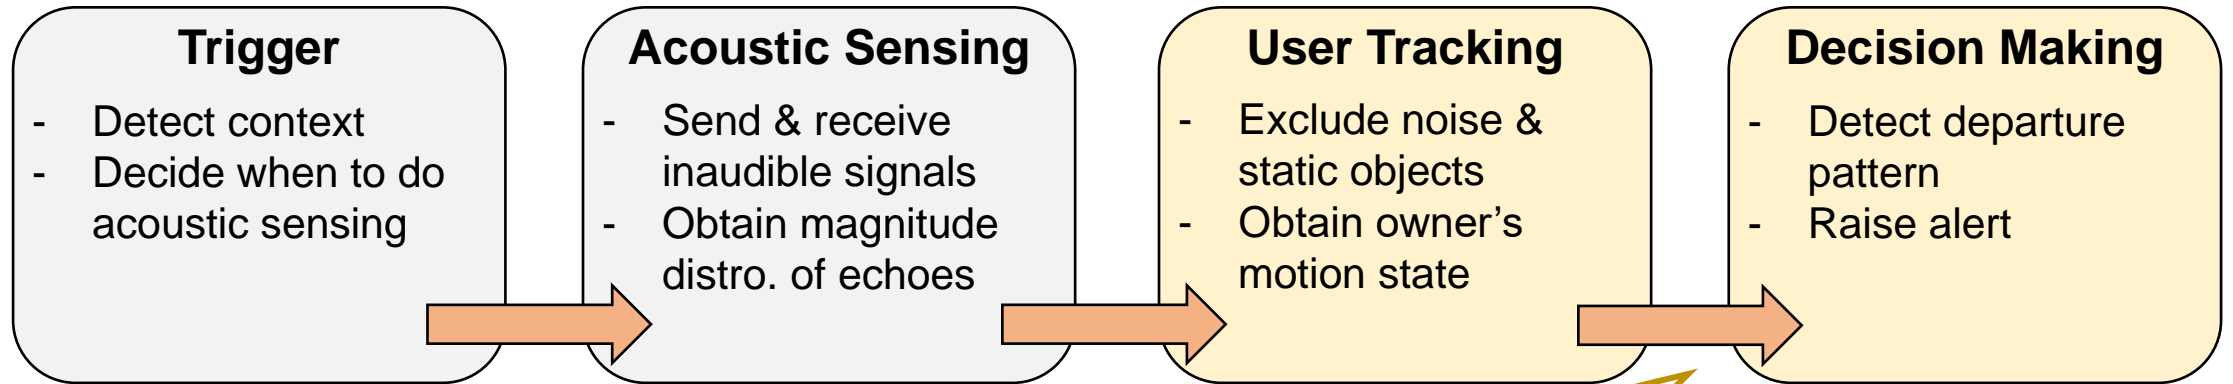 Trigger
- Detect context
- Decide when to do
acoustic sensing
Acoustic Sensing
- Send & receive
inaudible signals
- Obtain magnitude
distro. of echoes
User Tracking
- Exclude noise &
static objects
- Obtain owner's
motion state
Decision Making
- Detect departure
pattern
- Raise alert